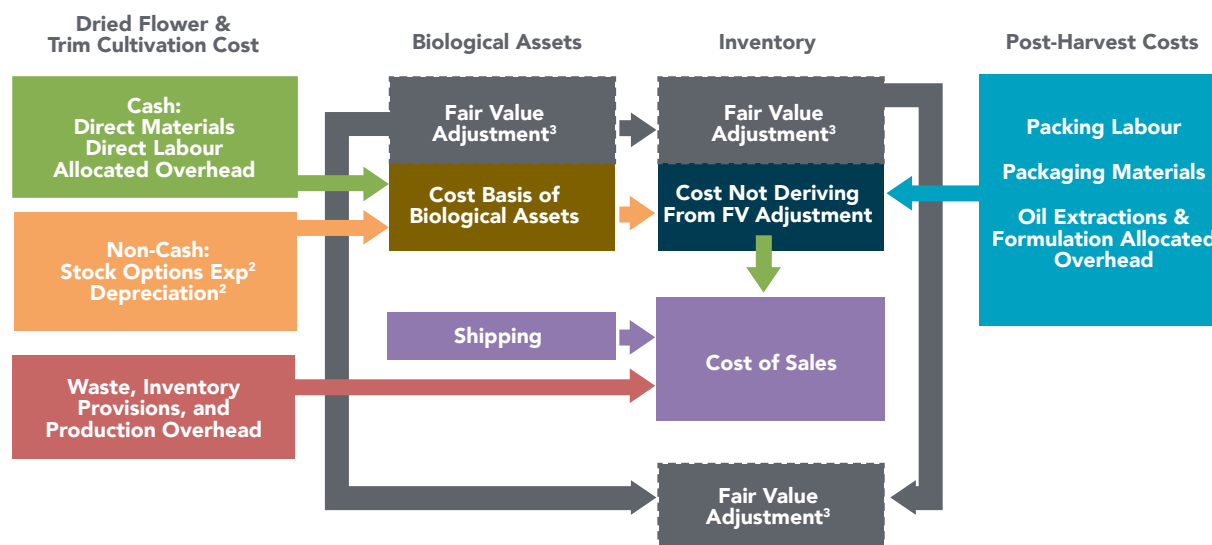 Dried Flower &
Trim Cultivation Cost
Biological Assets
Inventory
Post-Harvest Costs
Cash:
Direct Materials
Direct Labour
Allocated Overhead
Non-Cash:
Stock Options Exp²
Depreciation²
Waste, Inventory
Provisions, and
Production Overhead
Fair Value
Adjustment³
Cost Basis of
Biological Assets
Shipping
Fair Value
Adjustment³
Cost Not Deriving
From FV Adjustment
Cost of Sales
Fair Value
Adjustment³
Packing Labour
Packaging Materials
Oil Extractions &
Formulation Allocated
Overhead